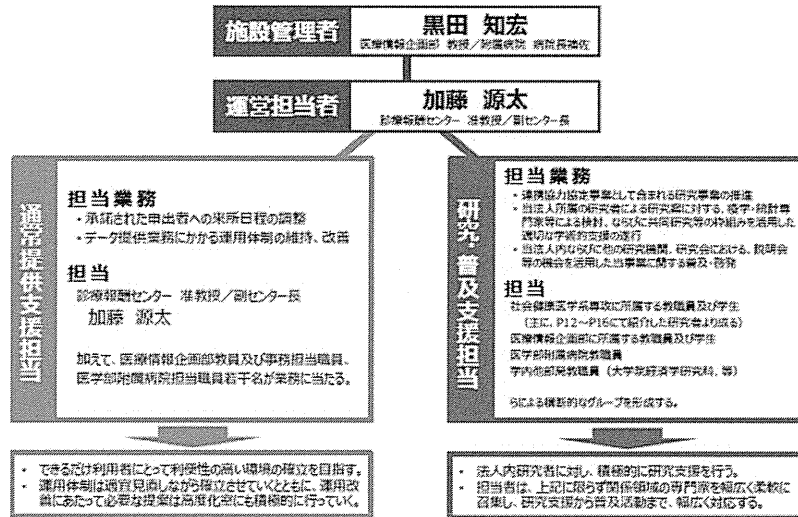 施設管理者
黒田 知宏
医療情報企画部 教授／附属病院 病院長補佐
運営担当者
加藤 源太
診療報酬センター 准教授／副センター長
通常提供支援担当
担当業務
・承諾された申出者への来所日程の調整
・データ提供業務にかかる運用体制の維持、改善
担当
診療報酬センター 准教授／副センター長
加藤 源太
加えて、医療情報企画部教員及び事務担当職員、
医学部附属病院担当職員若干名が業務に当たる。
・ できるだけ利用者にとって利便性の高い環境の確立を目指す。
・ 運用体制は適宜見直しながら確立させていくとともに、運用改
善にあたって必要な提案は高度化室にも積極的に行っていく。
研究・普及支援担当
担当業務
・ 連携協力協定事業として含まれる研究事業の推進
・ 当法人所属の研究者による研究案に対する、疫学・統計専
門家等による検討、ならびに共同研究等の枠組みを活用した
適切な学術的支援の遂行
・ 当法人内ならびに他の研究機関、研究会における、説明会
等の機会を活用した当事業に関する普及・啓発
担当
社会健康医学系専攻に所属する教職員及び学生
（主に、P12～P16にて紹介した研究者より成る）
医療情報企画部に所属する教職員及び学生
医学部附属病院教職員
学内他部局教職員（大学院経済学研究科、等）
らによる横断的なグループを形成する。
・ 法人内研究者に対し、積極的に研究支援を行う。
・ 担当者は、上記に限らず関係領域の専門家を幅広く柔軟に
召集し、研究支援から普及活動まで、幅広く対応する。